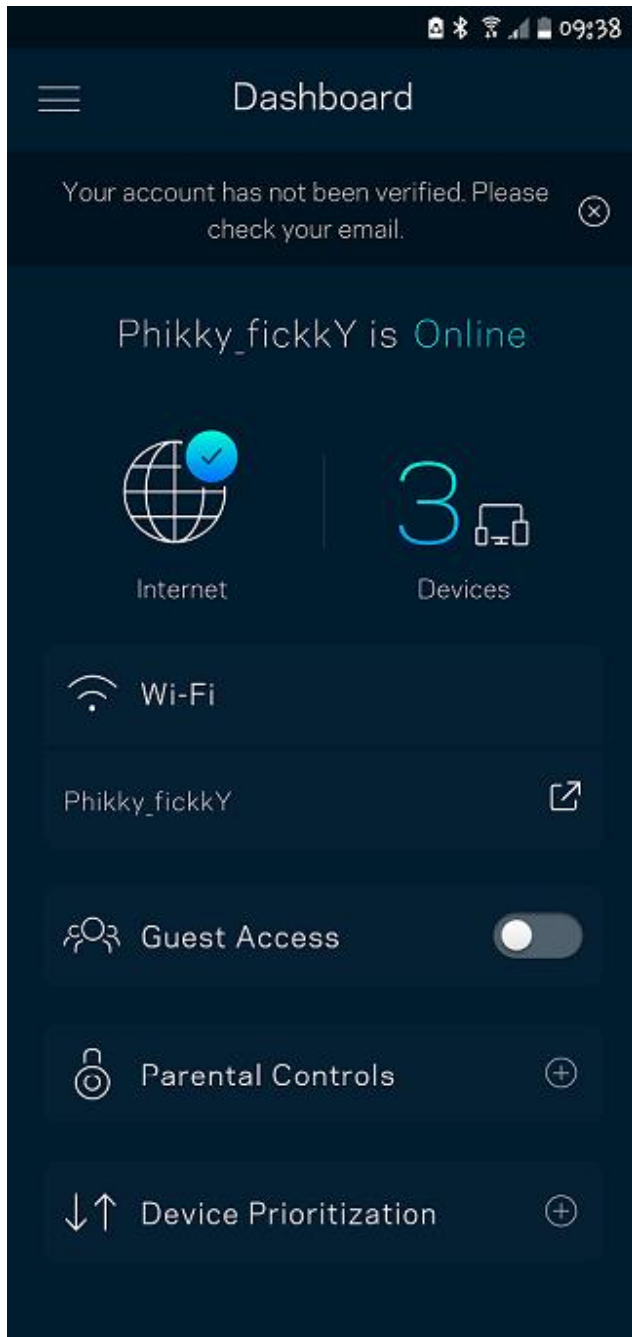 09:38
Dashboard
Your account has not been verified. Please
check your email.
Phikky_fickkY is Online
3
Internet
Devices
Wi-Fi
Phikky_fickkY
Guest Access
Parental Controls
Device Prioritization